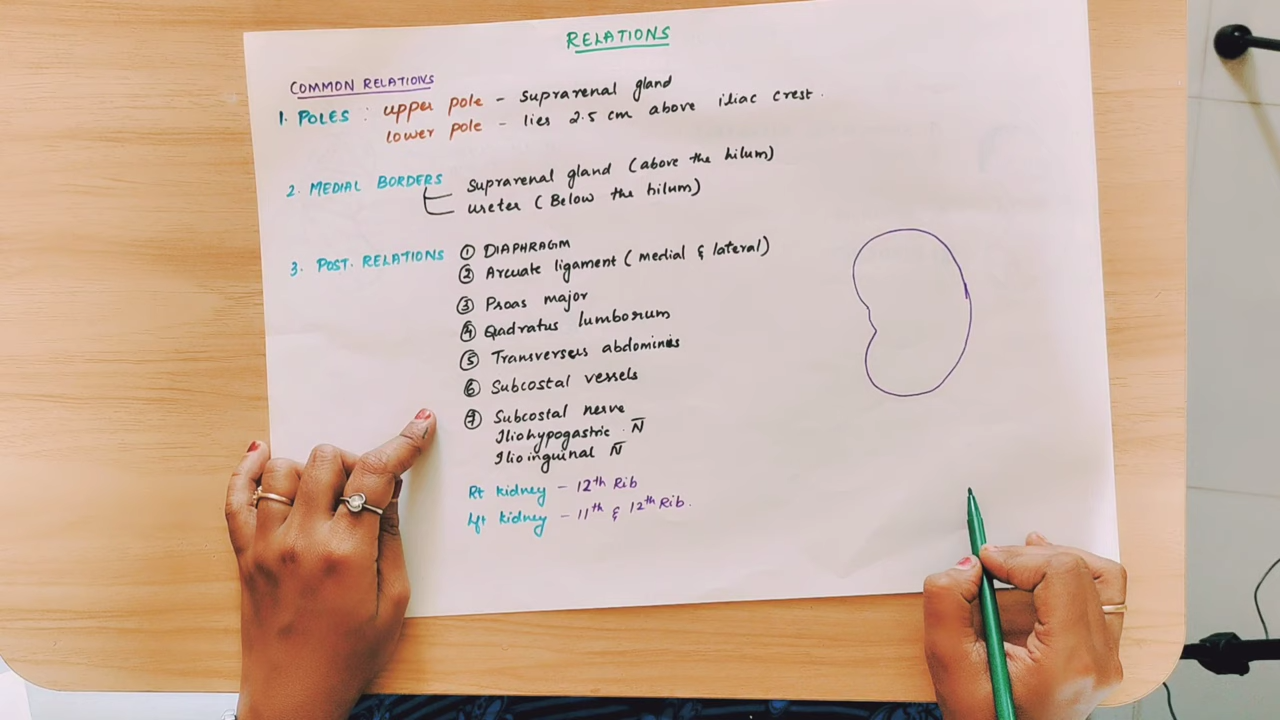 RELATIONS
COMMON RELATIONS
1. POLES : upper pole - suprarenal gland
lower pole - lies 2.5 cm above iliac crest.
2. MEDIAL BORDERS
suprarenal gland (above the hilum)
ureter (Below the hilum)
3. POST. RELATIONS
① DIAPHRAGM
② Arcuate ligament (medial & lateral)
③ Psoas major
④ Qadratus lumborum
⑤ Transversus abdominis
⑥ Subcostal vessels
⑦ Subcostal nerve
Iliohypogastric N̅
Ilioinguinal N̅
Rt kidney - 12th Rib
Lft kidney - 11th & 12th Rib.